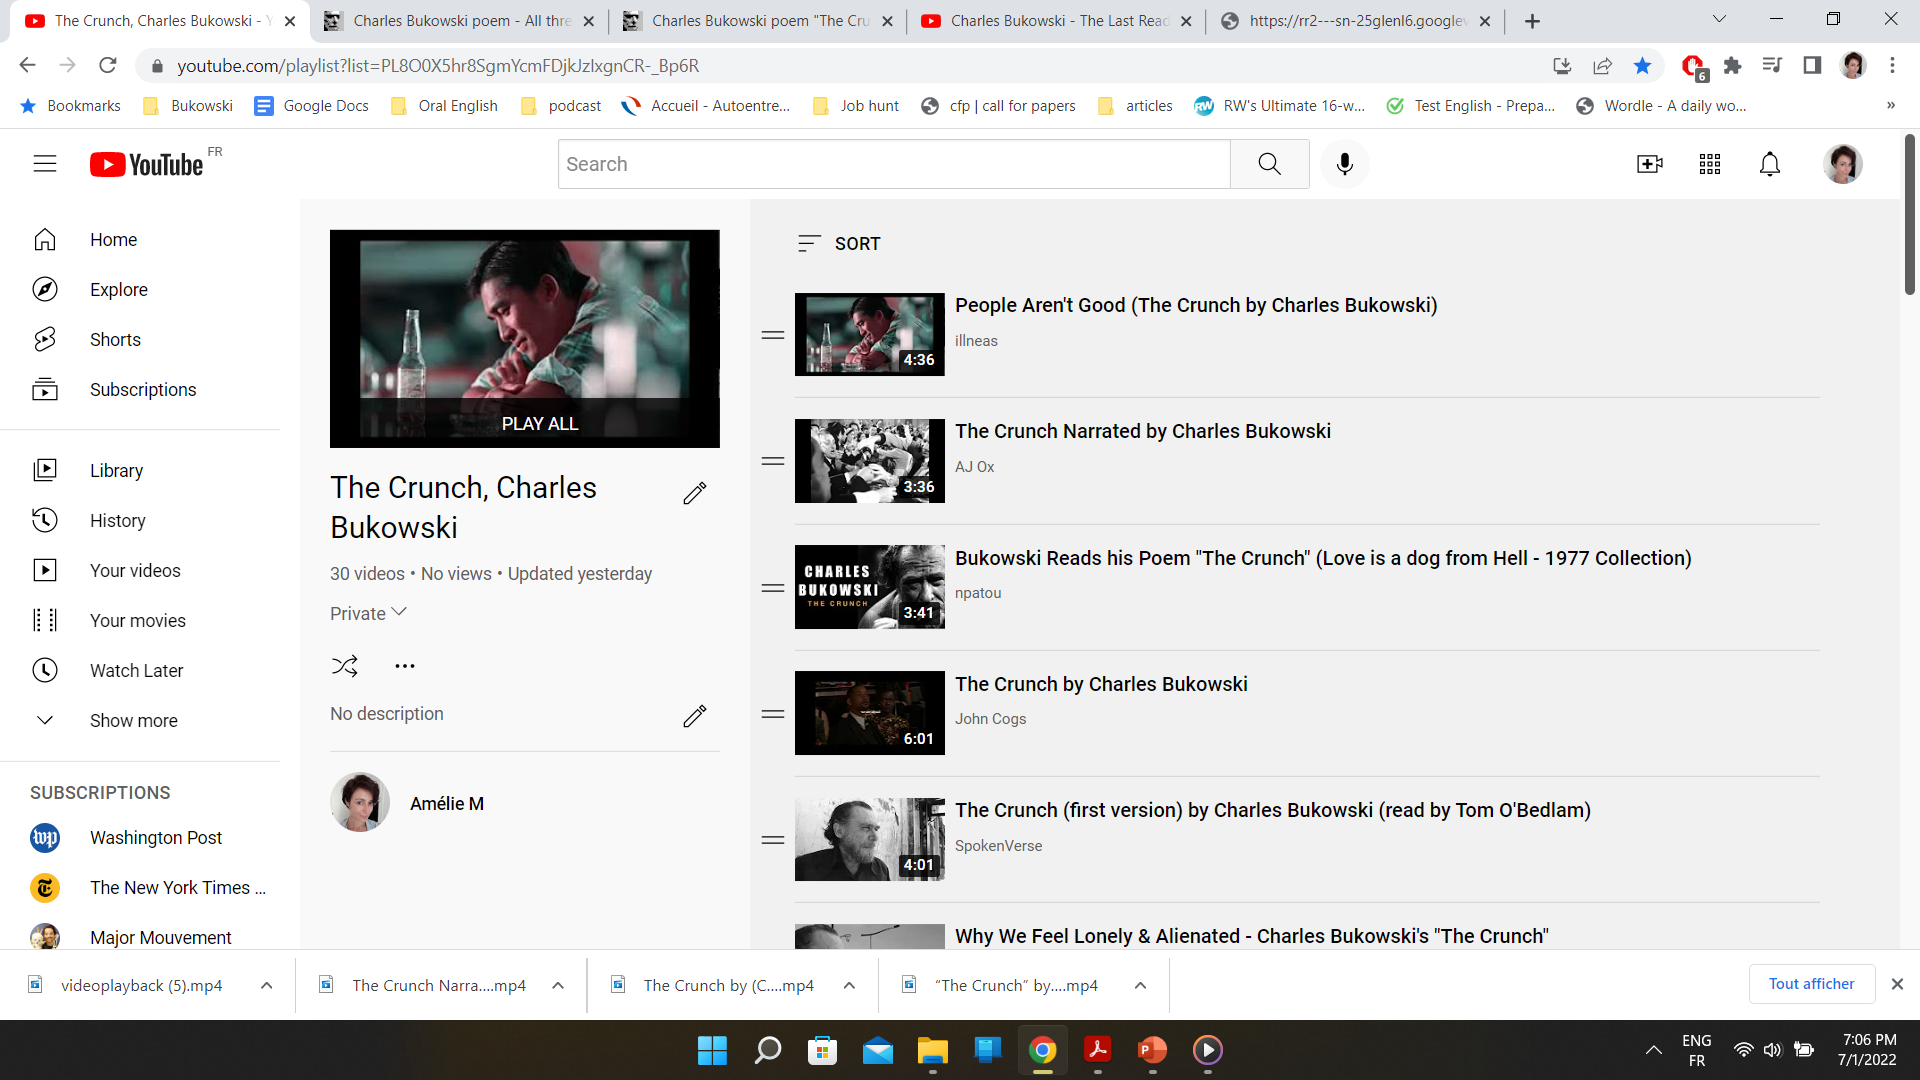 The Crunch, Charles Bukowski - Y
Charles Bukowski poem - All thre
Charles Bukowski poem "The Cru
Charles Bukowski - The Last Read
https://rr2---sn-25glenl6.googlev
youtube.com/playlist?list=PL8O0X5hr8SgmYcmFDjkJzIxgnCR-_Bp6R
6
Bookmarks
Bukowski
Google Docs
Oral English
podcast
Accueil - Autoentre...
Job hunt
cfp | call for papers
articles
RW's Ultimate 16-w...
Test English - Prepa...
Wordle - A daily wo...
»
YouTube FR
Search
Home
Explore
Shorts
Subscriptions
Library
History
Your videos
Your movies
Watch Later
Show more
SUBSCRIPTIONS
Washington Post
The New York Times ...
Major Mouvement
PLAY ALL
The Crunch, Charles
Bukowski
30 videos • No views • Updated yesterday
Private
No description
Amélie M
SORT
4:36
People Aren't Good (The Crunch by Charles Bukowski)
illneas
3:36
The Crunch Narrated by Charles Bukowski
AJ Ox
CHARLES
BUKOWSKI
THE CRUNCH
3:41
Bukowski Reads his Poem "The Crunch" (Love is a dog from Hell - 1977 Collection)
npatou
6:01
The Crunch by Charles Bukowski
John Cogs
4:01
The Crunch (first version) by Charles Bukowski (read by Tom O'Bedlam)
SpokenVerse
Why We Feel Lonely & Alienated - Charles Bukowski's "The Crunch"
videoplayback (5).mp4
The Crunch Narra....mp4
The Crunch by (C....mp4
“The Crunch” by....mp4
Tout afficher
ENG
FR
7:06 PM
7/1/2022